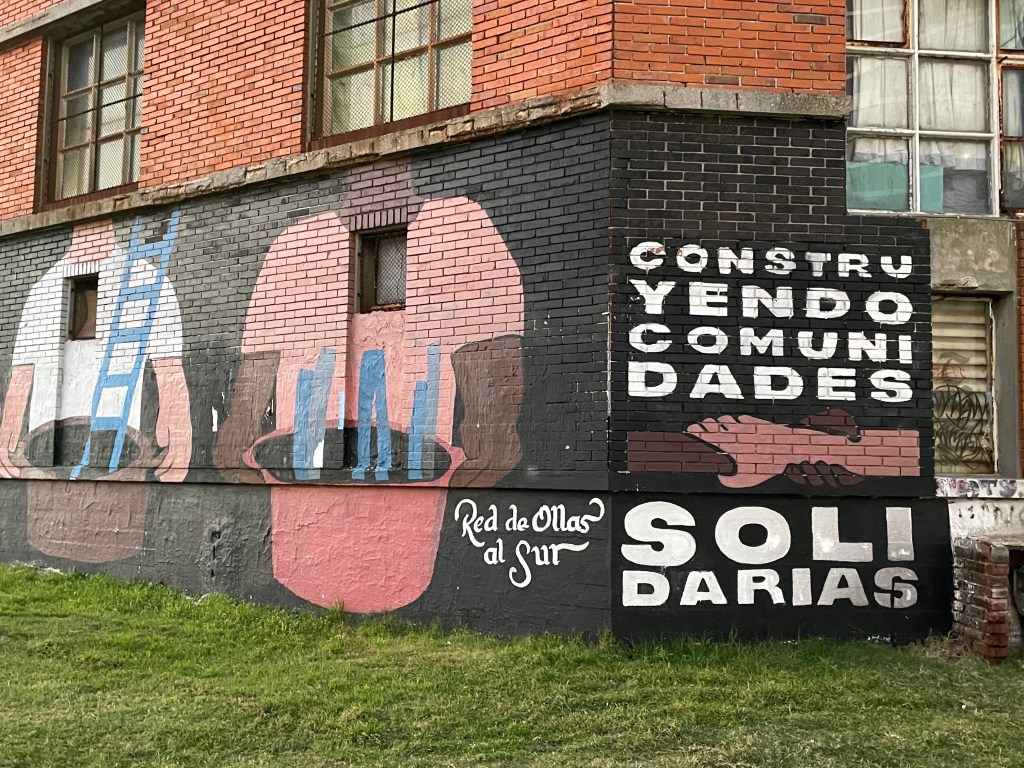 CONSTRU
YENDO
COMUNI
DADES
SOLI
DARIAS
Red de Ollas
al Sur